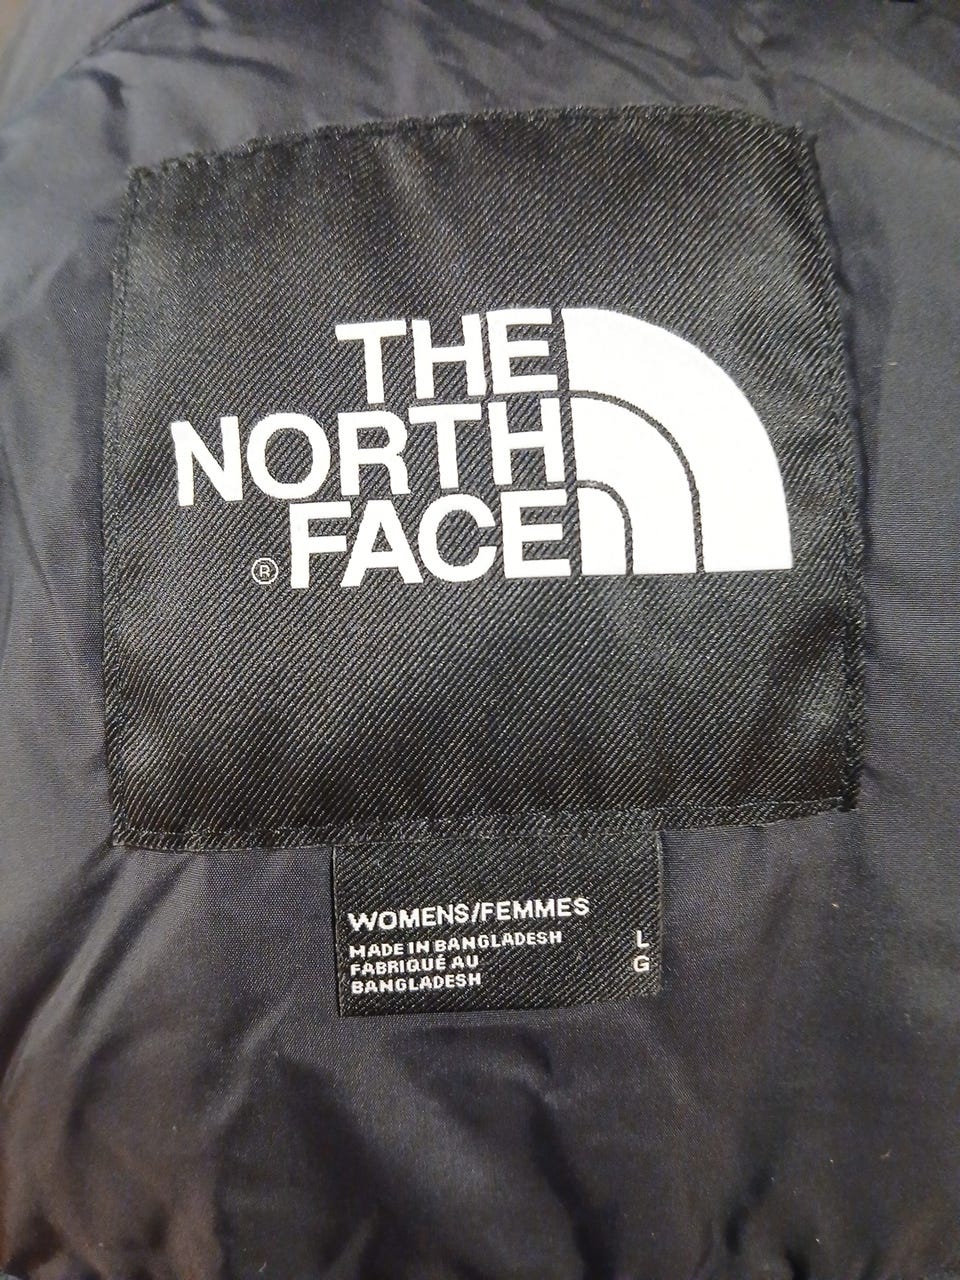 THE
NORTH
FACE
®
WOMENS/FEMMES
MADE IN BANGLADESH L
FABRIQUÉ AU G
BANGLADESH